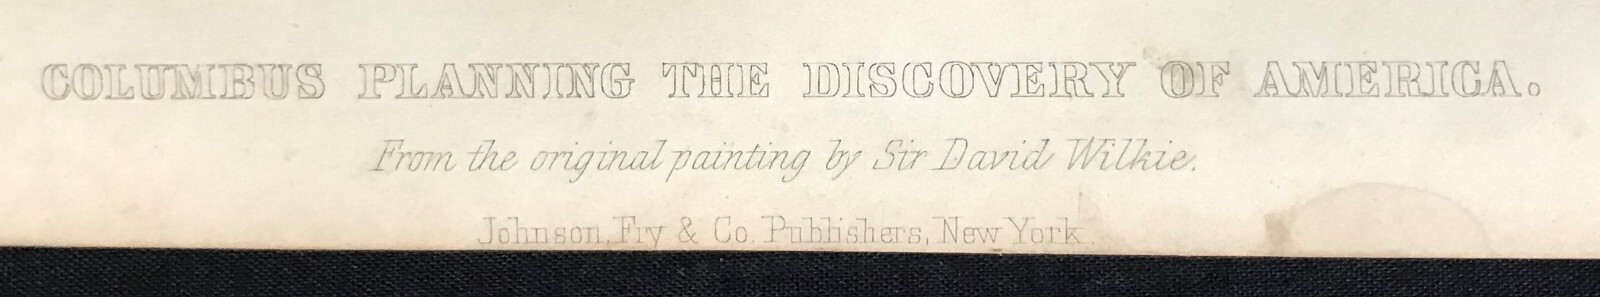 COLUMBUS PLANNING THE DISCOVERY OF AMERICA.
From the original painting by Sir David Wilkie.
Johnson, Fry & Co. Publishers, New York.